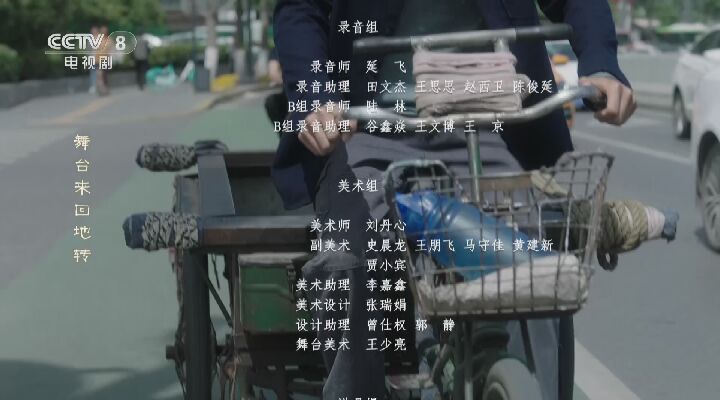 CCTV 8
电视剧
录音组
录音师 延 飞
录音助理 田文杰 王思思 赵西卫 陈俊延
B组录音师 陆 林
B组录音助理 谷鑫焱 王文博 王 京
舞台来回地转
美术组
美术师 刘丹心
副美术 史晨龙 王朋飞 马守佳 黄建新
贾小宾
美术助理 李嘉鑫
美术设计 张瑞娟
设计助理 曾仕权 郭 静
舞台美术 王少亮